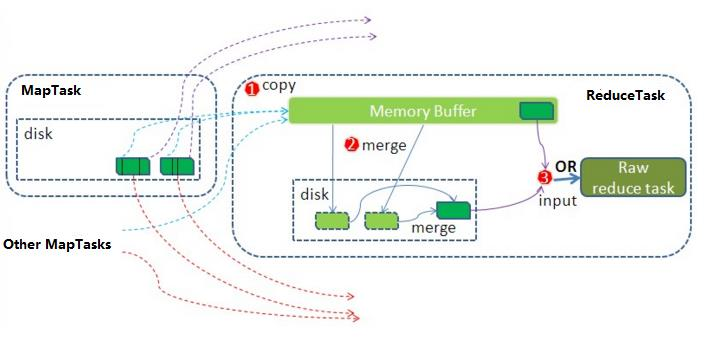 MapTask
disk
Other MapTasks
1 copy
ReduceTask
Memory Buffer
2 merge
disk
merge
3
OR
input
Raw
reduce task